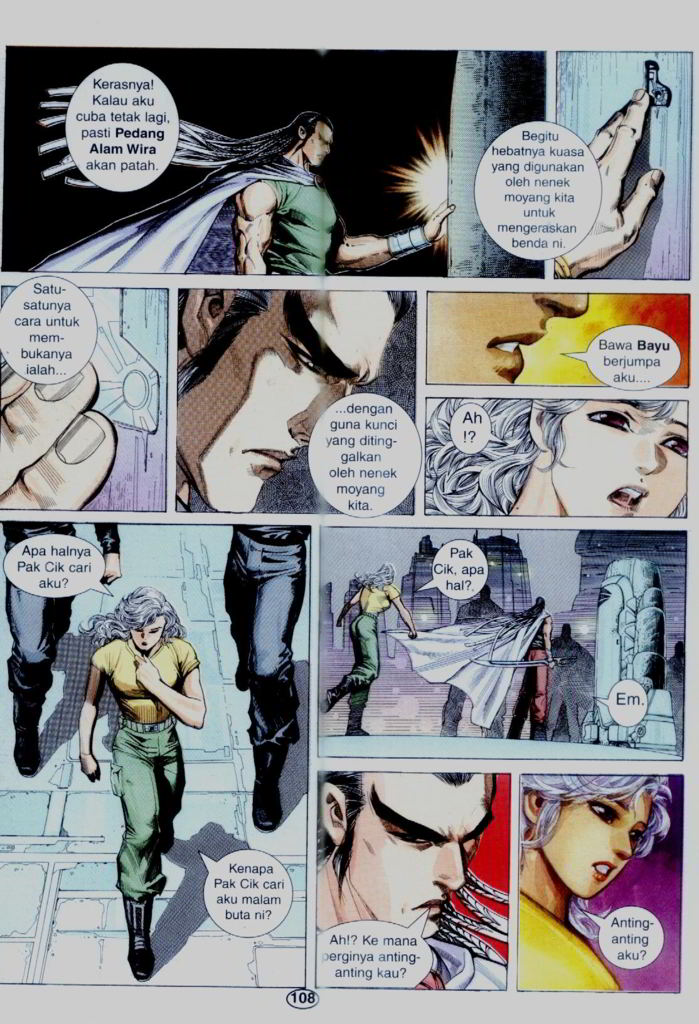 Kerasnya!
Kalau aku
cuba tetak lagi,
pasti Pedang
Alam Wira
akan patah.
Begitu
hebatnya kuasa
yang digunakan
oleh nenek
moyang kita
untuk
mengeraskan
benda ni.
Satu-
satunya
cara untuk
mem-
bukanya
ialah...
...dengan
guna kunci
yang diting-
galkan
oleh nenek
moyang
kita.
Bawa Bayu
berjumpa
aku....
Ah
!?
Apa halnya
Pak Cik cari
aku?
Kenapa
Pak Cik cari
aku malam
buta ni?
Pak
Cik, apa
hal?.
Em.
Ah!? Ke mana
perginya anting-
anting kau?
Anting-
anting
aku?
108